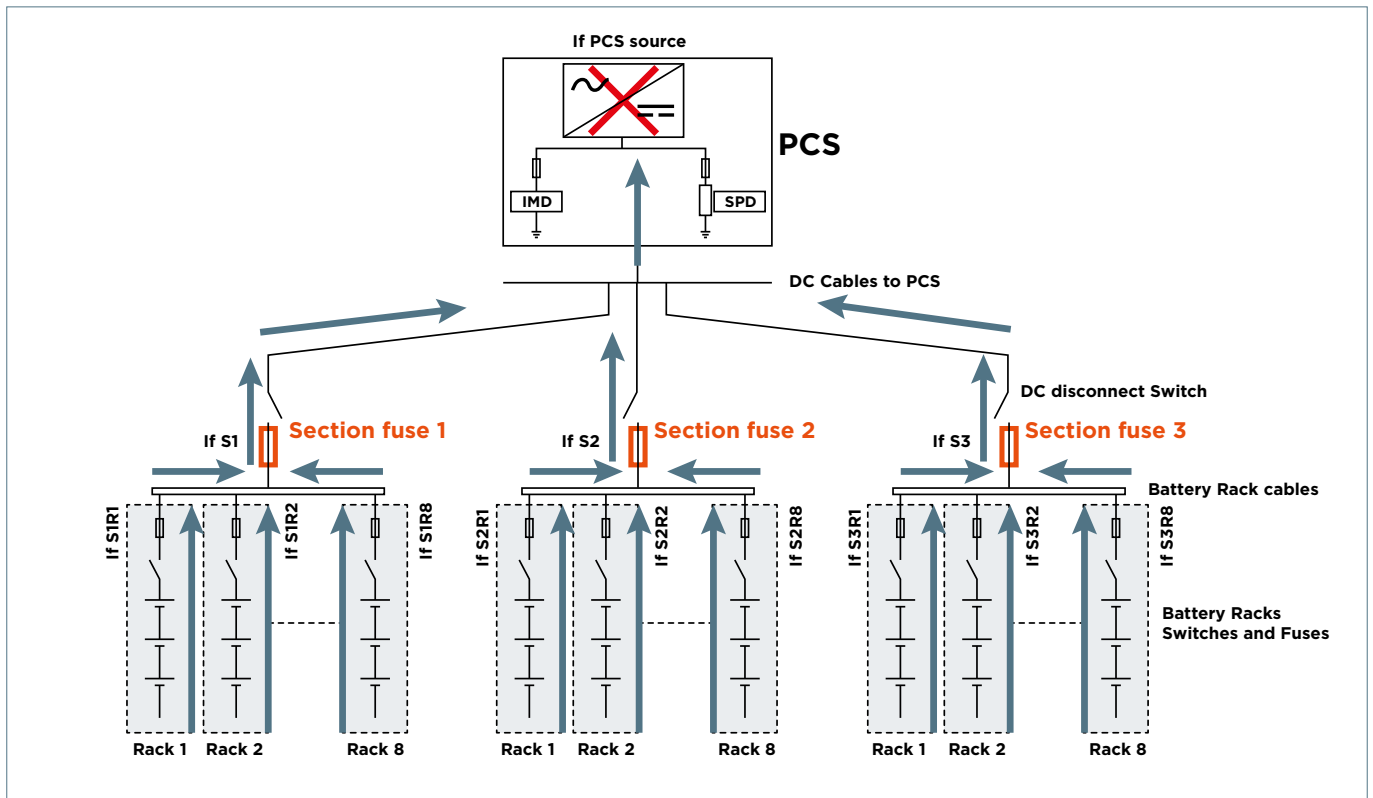 If PCS source
PCS
IMD
SPD
DC Cables to PCS
DC disconnect Switch
If S1
Section fuse 1
If S2
Section fuse 2
If S3
Section fuse 3
Battery Rack cables
If S1R1
If S1R2
If S1R8
If S2R1
If S2R2
If S2R8
If S3R1
If S3R2
If S3R8
Battery Racks
Switches and Fuses
Rack 1
Rack 2
Rack 8
Rack 1
Rack 2
Rack 8
Rack 1
Rack 2
Rack 8